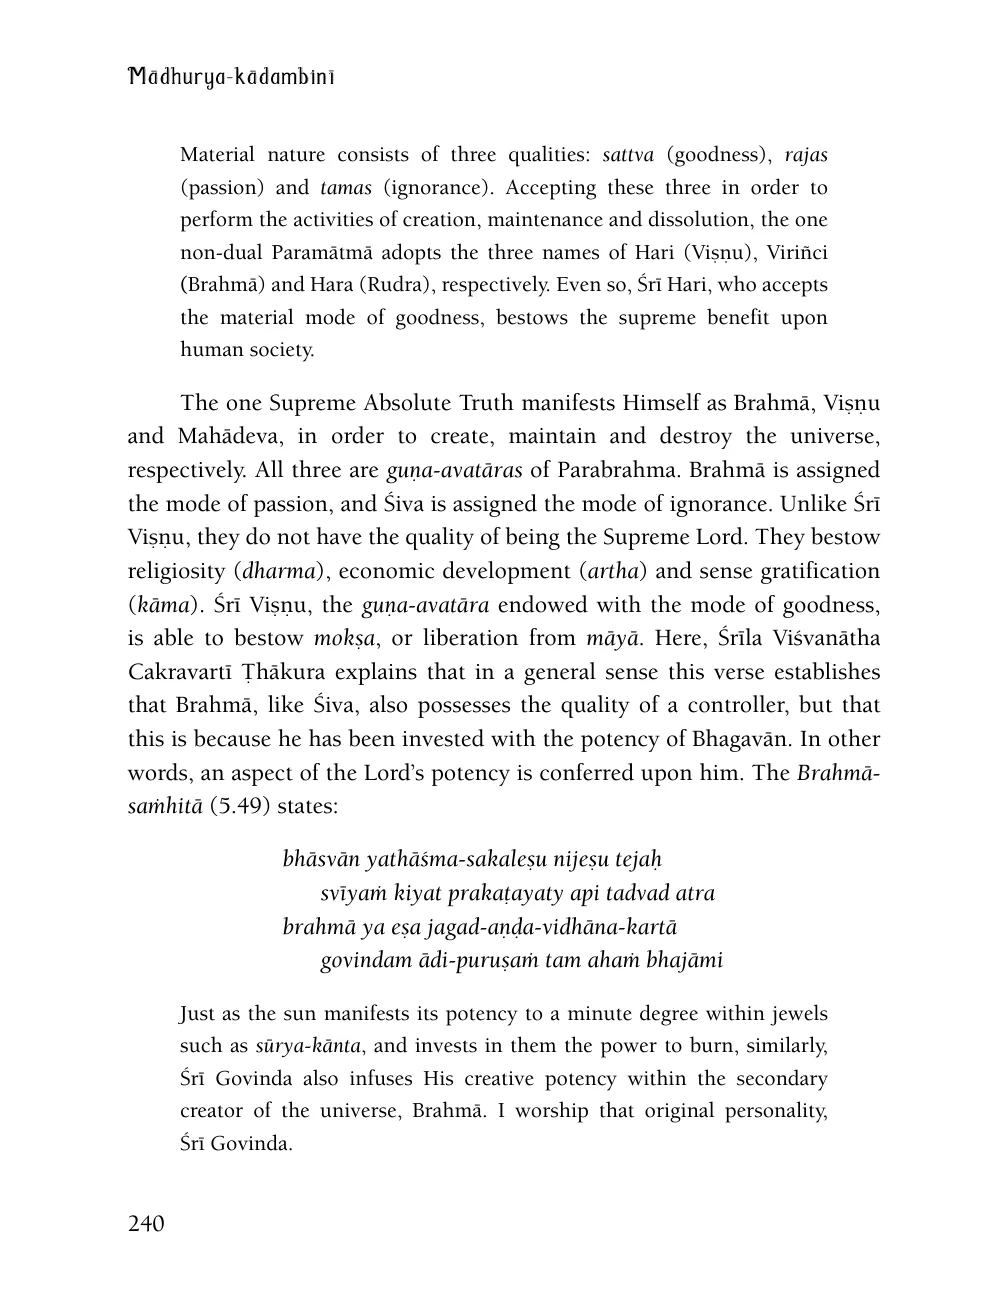 Mādhurya-kādambinī
Material nature consists of three qualities: sattva (goodness), rajas
(passion) and tamas (ignorance). Accepting these three in order to
perform the activities of creation, maintenance and dissolution, the one
non-dual Paramātmā adopts the three names of Hari (Viṣṇu), Viriñci
(Brahmā) and Hara (Rudra), respectively. Even so, Śrī Hari, who accepts
the material mode of goodness, bestows the supreme benefit upon
human society.
The one Supreme Absolute Truth manifests Himself as Brahmā, Viṣṇu
and Mahādeva, in order to create, maintain and destroy the universe,
respectively. All three are guṇa-avatāras of Parabrahma. Brahmā is assigned
the mode of passion, and Śiva is assigned the mode of ignorance. Unlike Śrī
Viṣṇu, they do not have the quality of being the Supreme Lord. They bestow
religiosity (dharma), economic development (artha) and sense gratification
(kāma). Śrī Viṣṇu, the guṇa-avatāra endowed with the mode of goodness,
is able to bestow mokṣa, or liberation from māyā. Here, Śrīla Viśvanātha
Cakravartī Ṭhākura explains that in a general sense this verse establishes
that Brahmā, like Śiva, also possesses the quality of a controller, but that
this is because he has been invested with the potency of Bhagavān. In other
words, an aspect of the Lord’s potency is conferred upon him. The Brahmā-
saṁhitā (5.49) states:
bhāsvān yathāśma-sakaleṣu nijeṣu tejaḥ
svīyaṁ kiyat prakaṭayaty api tadvad atra
brahmā ya eṣa jagad-aṇḍa-vidhāna-kartā
govindam ādi-puruṣaṁ tam ahaṁ bhajāmi
Just as the sun manifests its potency to a minute degree within jewels
such as sūrya-kānta, and invests in them the power to burn, similarly,
Śrī Govinda also infuses His creative potency within the secondary
creator of the universe, Brahmā. I worship that original personality,
Śrī Govinda.
240